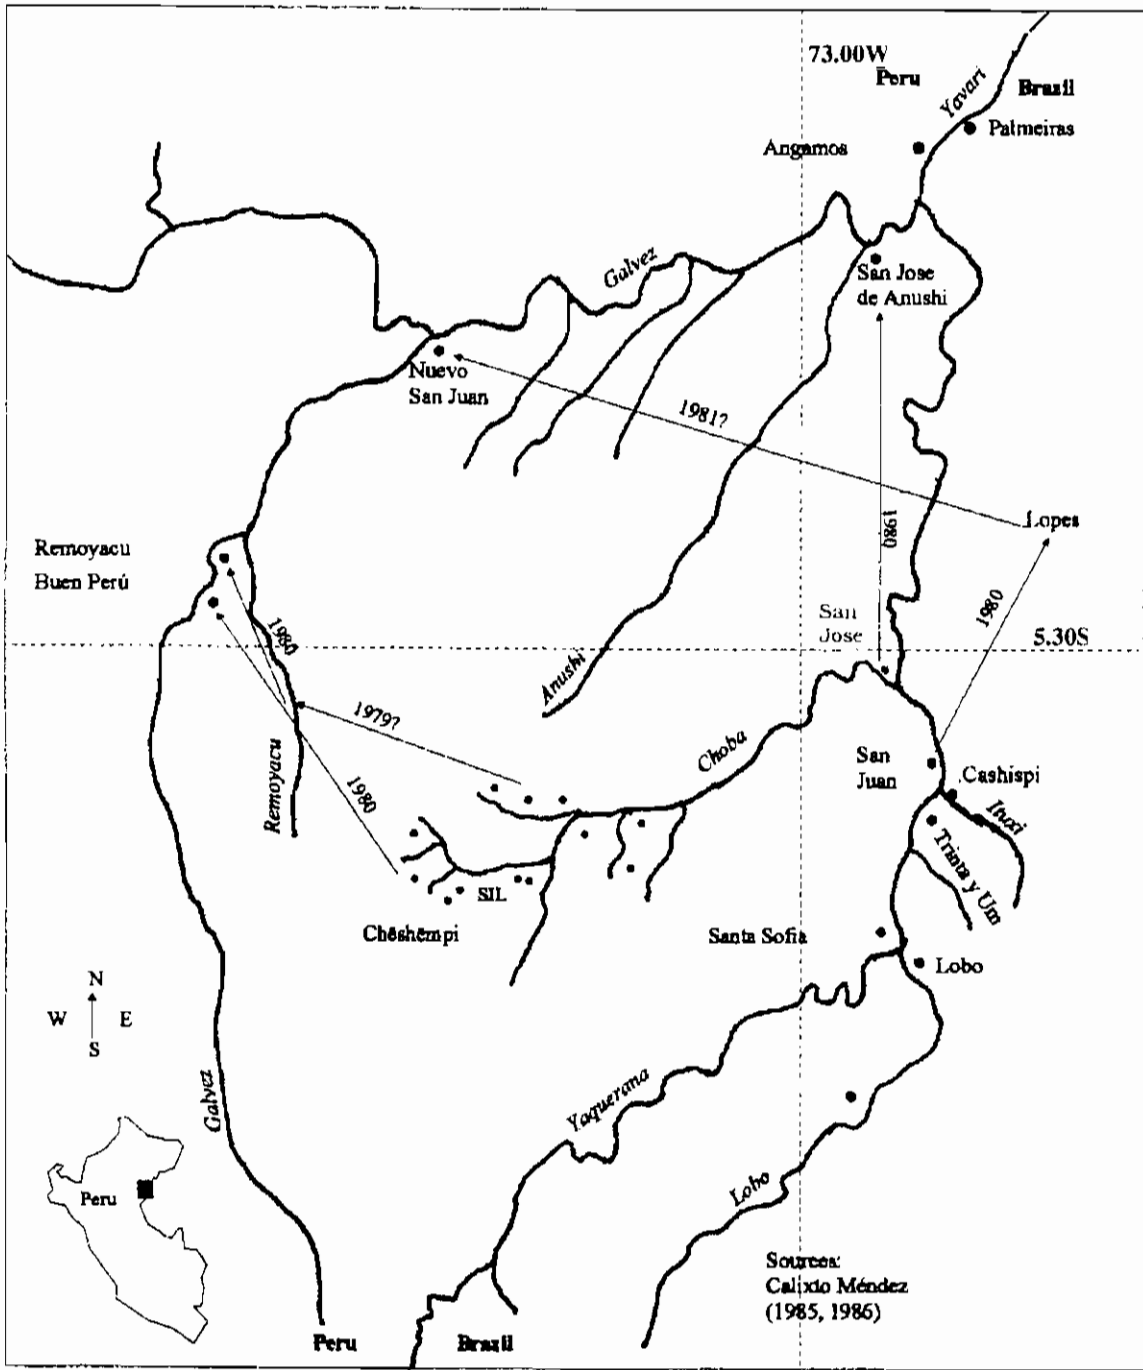 73.00W
Peru
Brazil
Yavari
Palmeiras
Angamos
Galvez
San Jose
de Anushi
Nuevo
San Juan
1981?
1980
Lopes
Remoyacu
Buen Perú
1980
San
Jose
1980
5.30S
Anushi
1979?
Choba
San
Juan
Cashispi
Ituxi
Remoyacu
1980
Trinta y Um
SIL
Chëshëmpi
Santa Sofia
Lobo
N
W E
S
Galvez
Yaquerana
Peru
Lobo
Sources:
Calixto Méndez
(1985, 1986)
Peru
Brazil